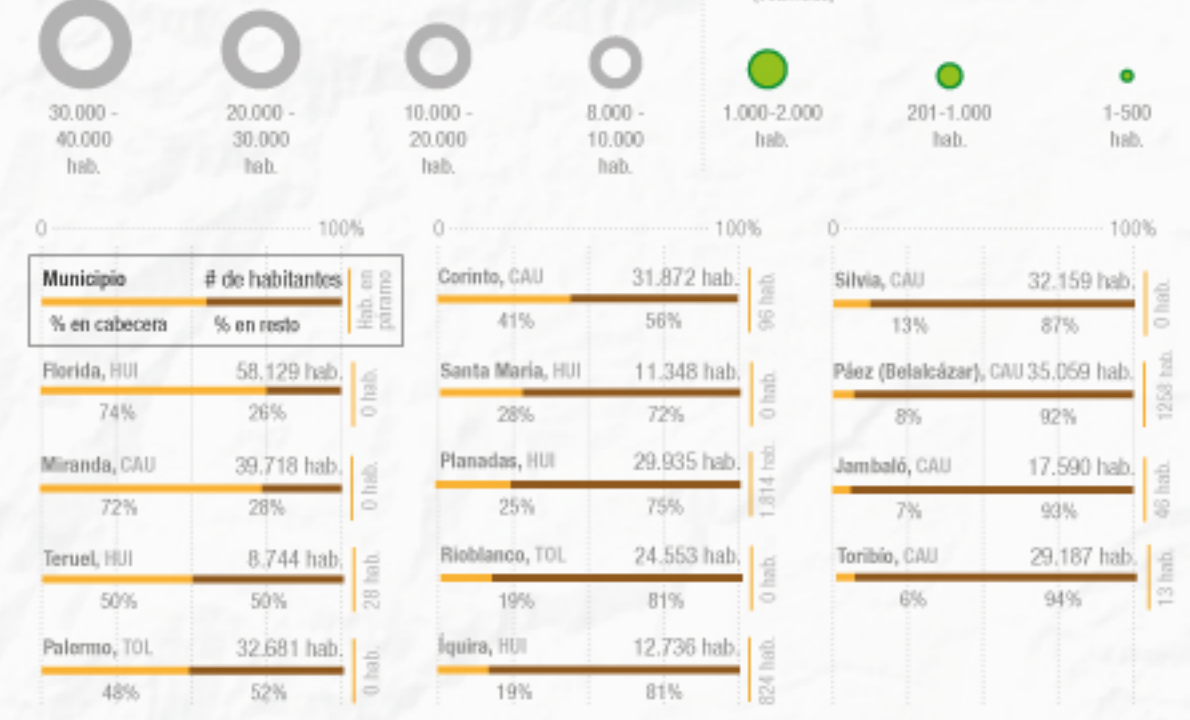 30.000 -
40.000
hab.
20.000 -
30.000
hab.
10.000 -
20.000
hab.
8.000 -
10.000
hab.
1.000-2.000
hab.
201-1.000
hab.
1-500
hab.
0 100%
Municipio # de habitantes
% en cabecera % en resto
Hab. en
páramo
Florida, HUI 58.129 hab.
74% 26%
0 hab.
Miranda, CAU 39.718 hab.
72% 28%
0 hab.
Teruel, HUI 8.744 hab.
50% 50%
28 hab.
Palermo, TOL 32.681 hab.
48% 52%
0 hab.
0 100%
Corinto, CAU 31.872 hab.
41% 56%
96 hab.
Santa Maria, HUI 11.348 hab.
28% 72%
0 hab.
Planadas, HUI 29.935 hab.
25% 75%
1.814 hab.
Rioblanco, TOL 24.553 hab.
19% 81%
0 hab.
Íquira, HUI 12.736 hab.
19% 81%
824 hab.
0 100%
Silvia, CAU 32.159 hab.
13% 87%
0 hab.
Páez (Belalcázar), CAU 35.059 hab.
8% 92%
1258 hab.
Jambaló, CAU 17.590 hab.
7% 93%
46 hab.
Toribio, CAU 29.187 hab.
6% 94%
13 hab.